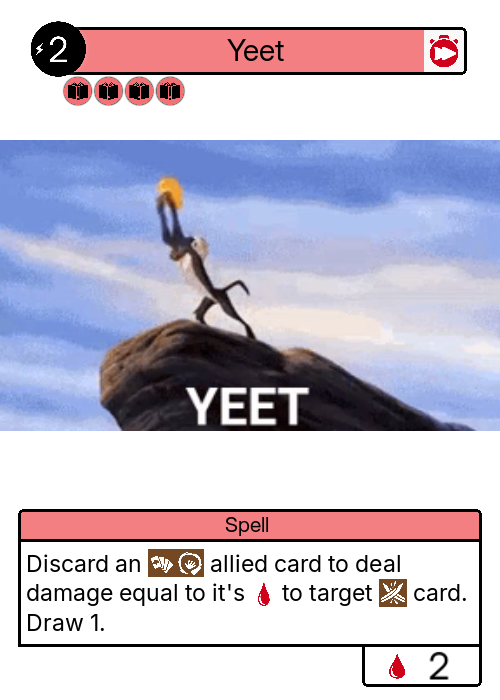 2
Yeet
YEET
Spell
Discard an allied card to deal
damage equal to it's to target card.
Draw 1.
2